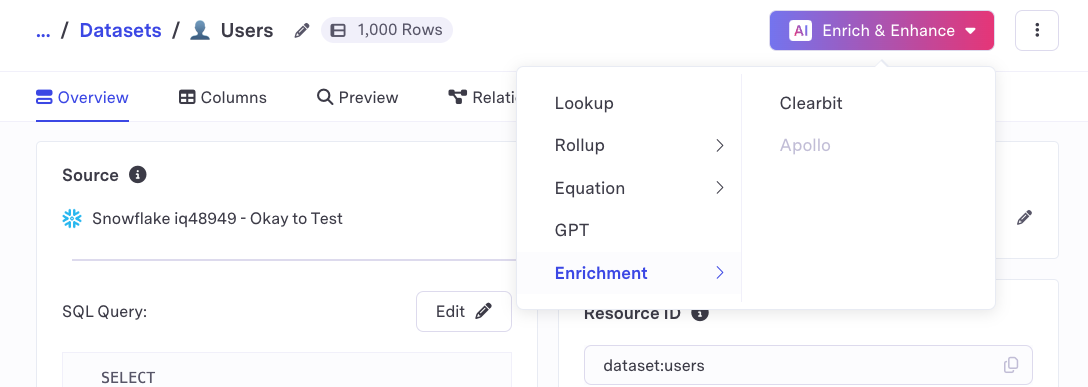 ... / Datasets / Users 1,000 Rows AI Enrich & Enhance
Overview Columns Preview Relati
Lookup Clearbit
Rollup Apollo
Equation
GPT
Enrichment
Source
Snowflake iq48949 - Okay to Test
SQL Query: Edit
SELECT
Resource ID
dataset:users